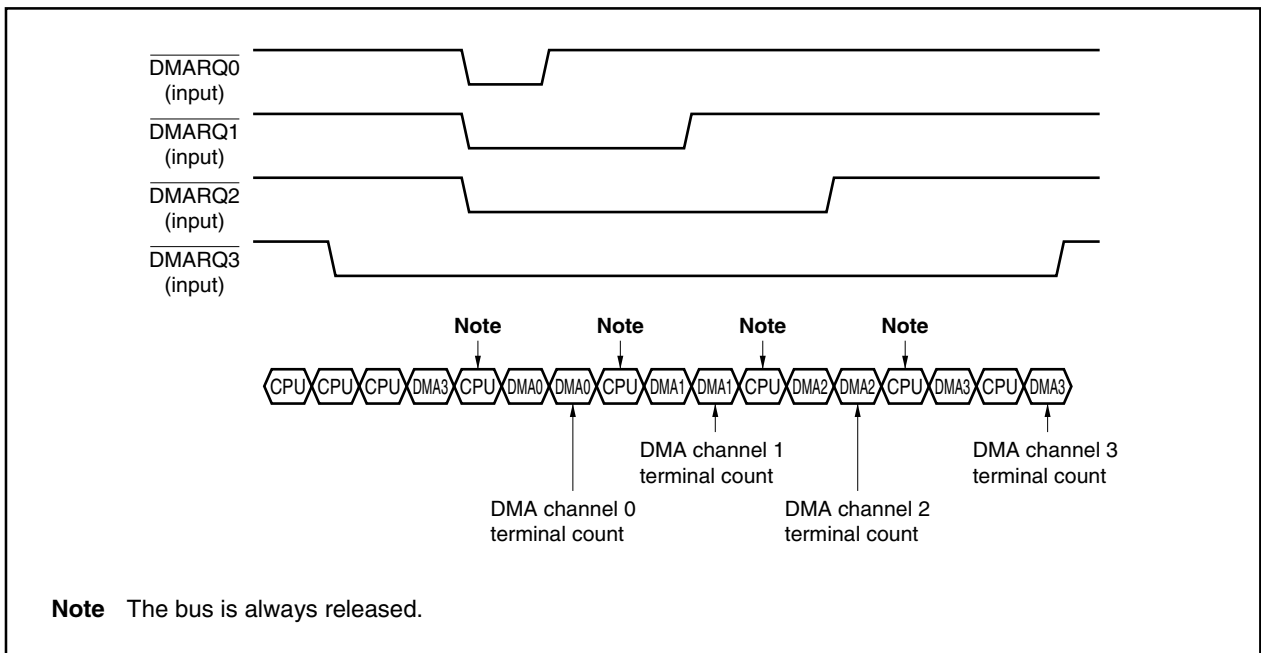 DMARQ0
(input)
DMARQ1
(input)
DMARQ2
(input)
DMARQ3
(input)
Note Note Note Note
CPU CPU CPU DMA3 CPU DMA0 DMA0 CPU DMA1 DMA1 CPU DMA2 DMA2 CPU DMA3 CPU DMA3
DMA channel 1
terminal count
DMA channel 3
terminal count
DMA channel 0
terminal count
DMA channel 2
terminal count
Note The bus is always released.